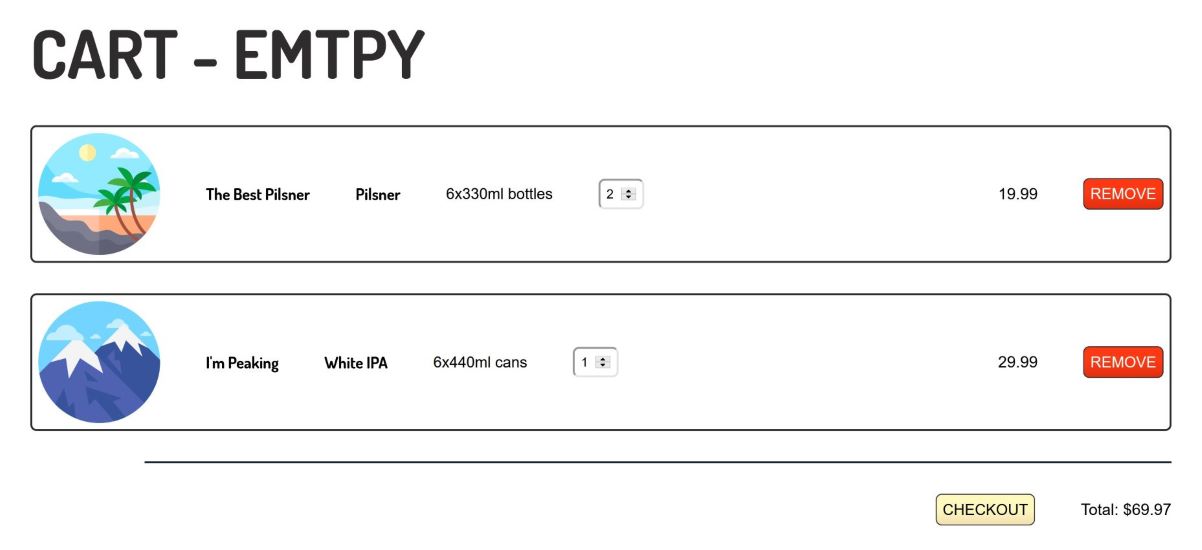 CART - EMTPY
The Best Pilsner Pilsner 6x330ml bottles 2 19.99 REMOVE
I'm Peaking White IPA 6x440ml cans 1 29.99 REMOVE
CHECKOUT Total: $69.97